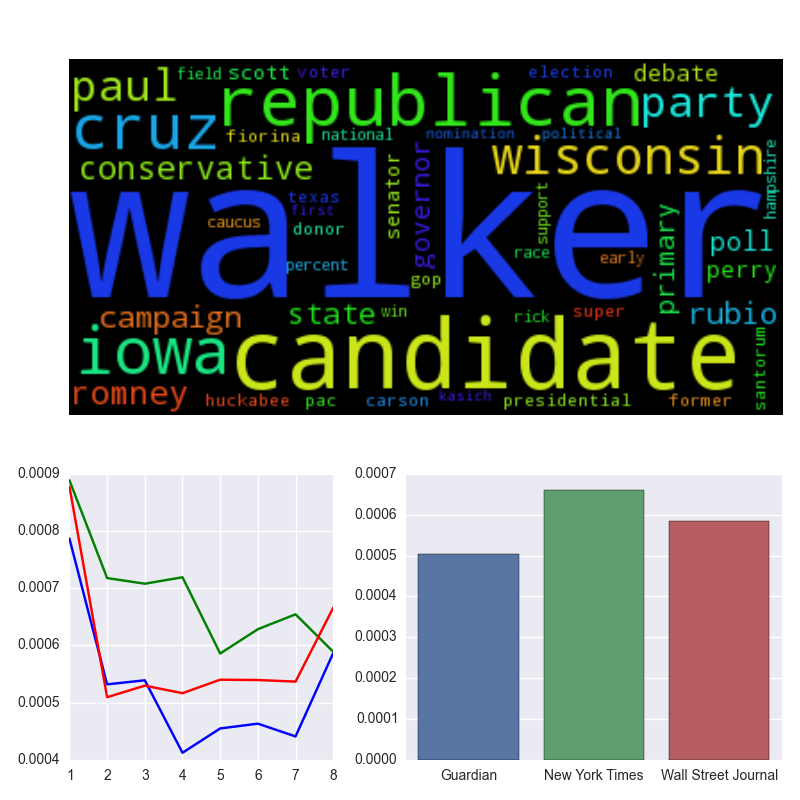 paul field scott voter election debate
republican party
cruz fiorina national nomination political wisconsin
conservative senator governor hampshire
walker
texas first caucus donor percent
support race early primary poll perry gop
campaign state win rick super rubio
iowa candidate santorum
romney huckabee pac carson kasich presidential former
0.0009
0.0008
0.0007
0.0006
0.0005
0.0004
1 2 3 4 5 6 7 8
0.0007
0.0006
0.0005
0.0004
0.0003
0.0002
0.0001
0.0000
Guardian New York Times Wall Street Journal